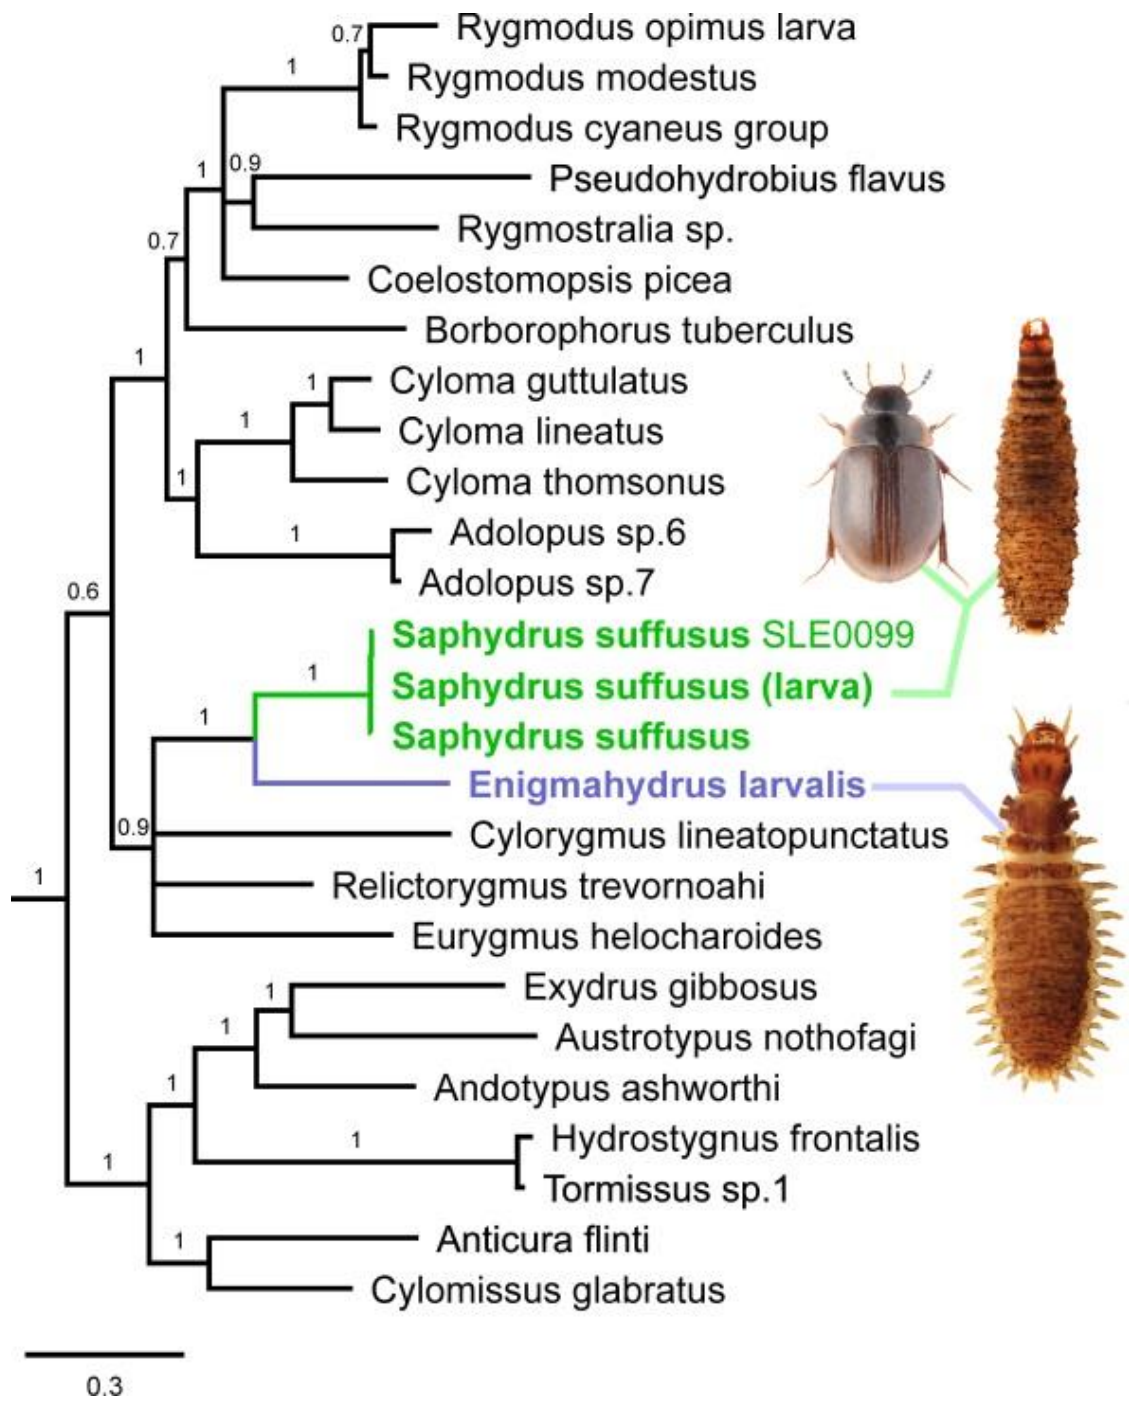 0.7
Rygmodus opimus larva
1
Rygmodus modestus
Rygmodus cyaneus group
1
0.9
Pseudohydrobius flavus
Rygmostralia sp.
0.7
Coelostomopsis picea
Borborophorus tuberculus
1
1
Cyloma guttulatus
1
Cyloma lineatus
1
Cyloma thomsonus
1
Adolopus sp.6
Adolopus sp.7
0.6
Saphydrus suffusus SLE0099
1
Saphydrus suffusus (larva)
1
Saphydrus suffusus
Enigmahydrus larvalis
0.9
Cylorygmus lineatopunctatus
1
Relictorygmus trevornoahi
Eurygmus helocharoides
1
Exydrus gibbosus
1
Austrotypus nothofagi
1
Andotypus ashworthi
1
Hydrostygnus frontalis
1
Tormissus sp.1
1
Anticura flinti
Cylomissus glabratus
0.3